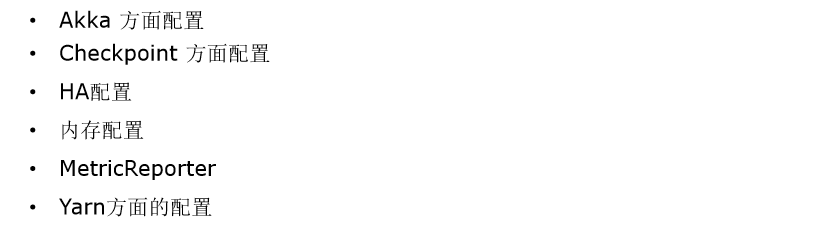 • Akka 方面配置
• Checkpoint 方面配置
• HA配置
• 内存配置
• MetricReporter
• Yarn方面的配置